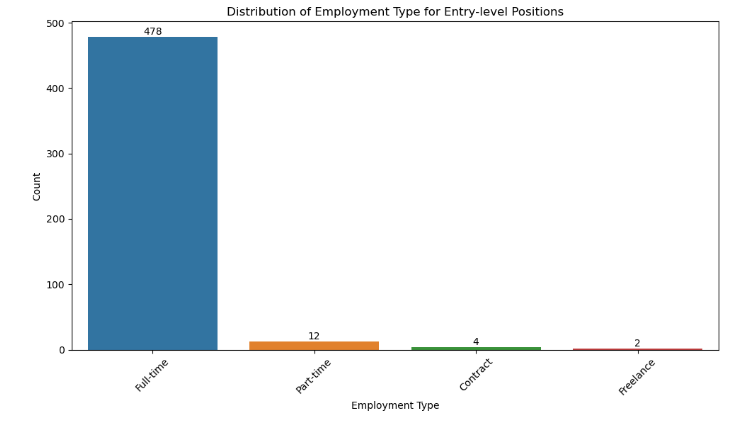 Distribution of Employment Type for Entry-level Positions
500
478
400
300
Count
200
100
12
4
2
0
Full-time
Part-time
Contract
Freelance
Employment Type